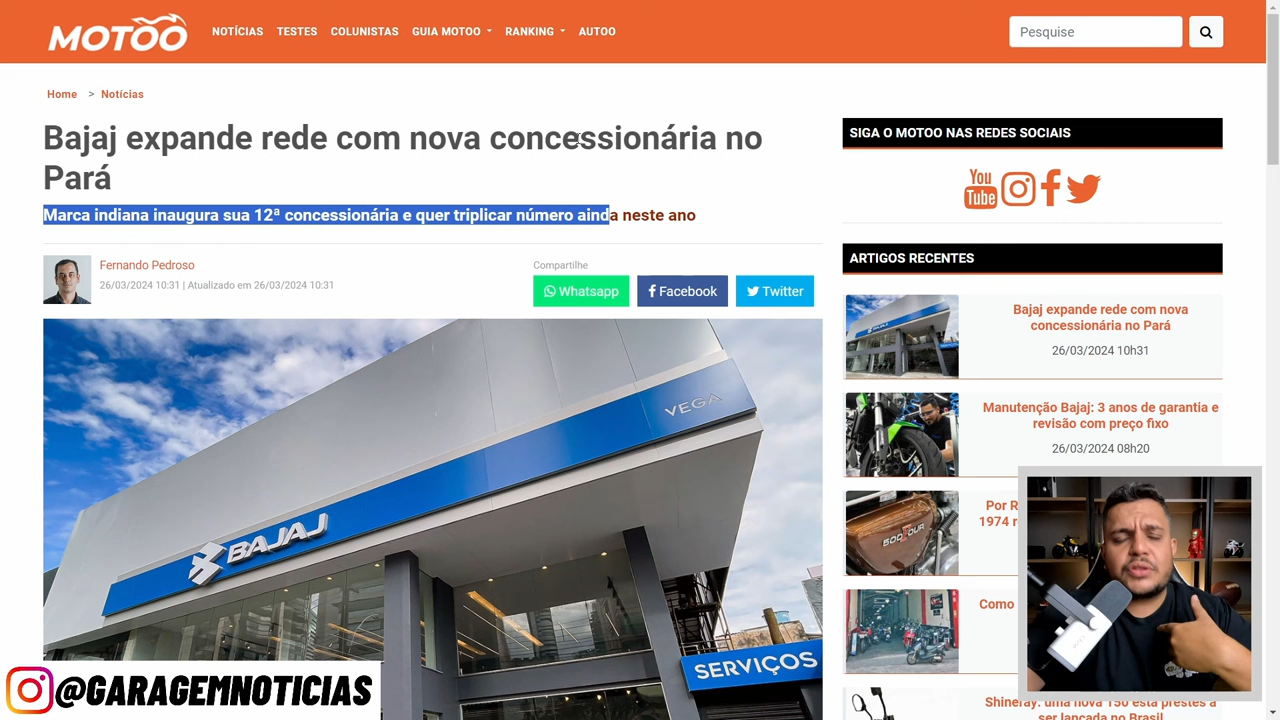 MOTOO
NOTÍCIAS TESTES COLUNISTAS GUIA MOTOO RANKING AUTOO
Pesquise
Home > Notícias
Bajaj expande rede com nova concessionária no
Pará
Marca indiana inaugura sua 12ª concessionária e quer triplicar número ainda neste ano
Fernando Pedroso
26/03/2024 10:31 | Atualizado em 26/03/2024 10:31
Compartilhe
Whatsapp
Facebook
Twitter
VEGA
BAJAJ
SERVIÇOS
@GARAGEMNOTICIAS
SIGA O MOTOO NAS REDES SOCIAIS
You
Tube
ARTIGOS RECENTES
BAJAJ
Bajaj expande rede com nova
concessionária no Pará
26/03/2024 10h31
Manutenção Bajaj: 3 anos de garantia e
revisão com preço fixo
26/03/2024 08h20
500 FOUR
Por R
1974 r
Como
Shineray: uma nova 150 está prestes a
ser lançada no Brasil